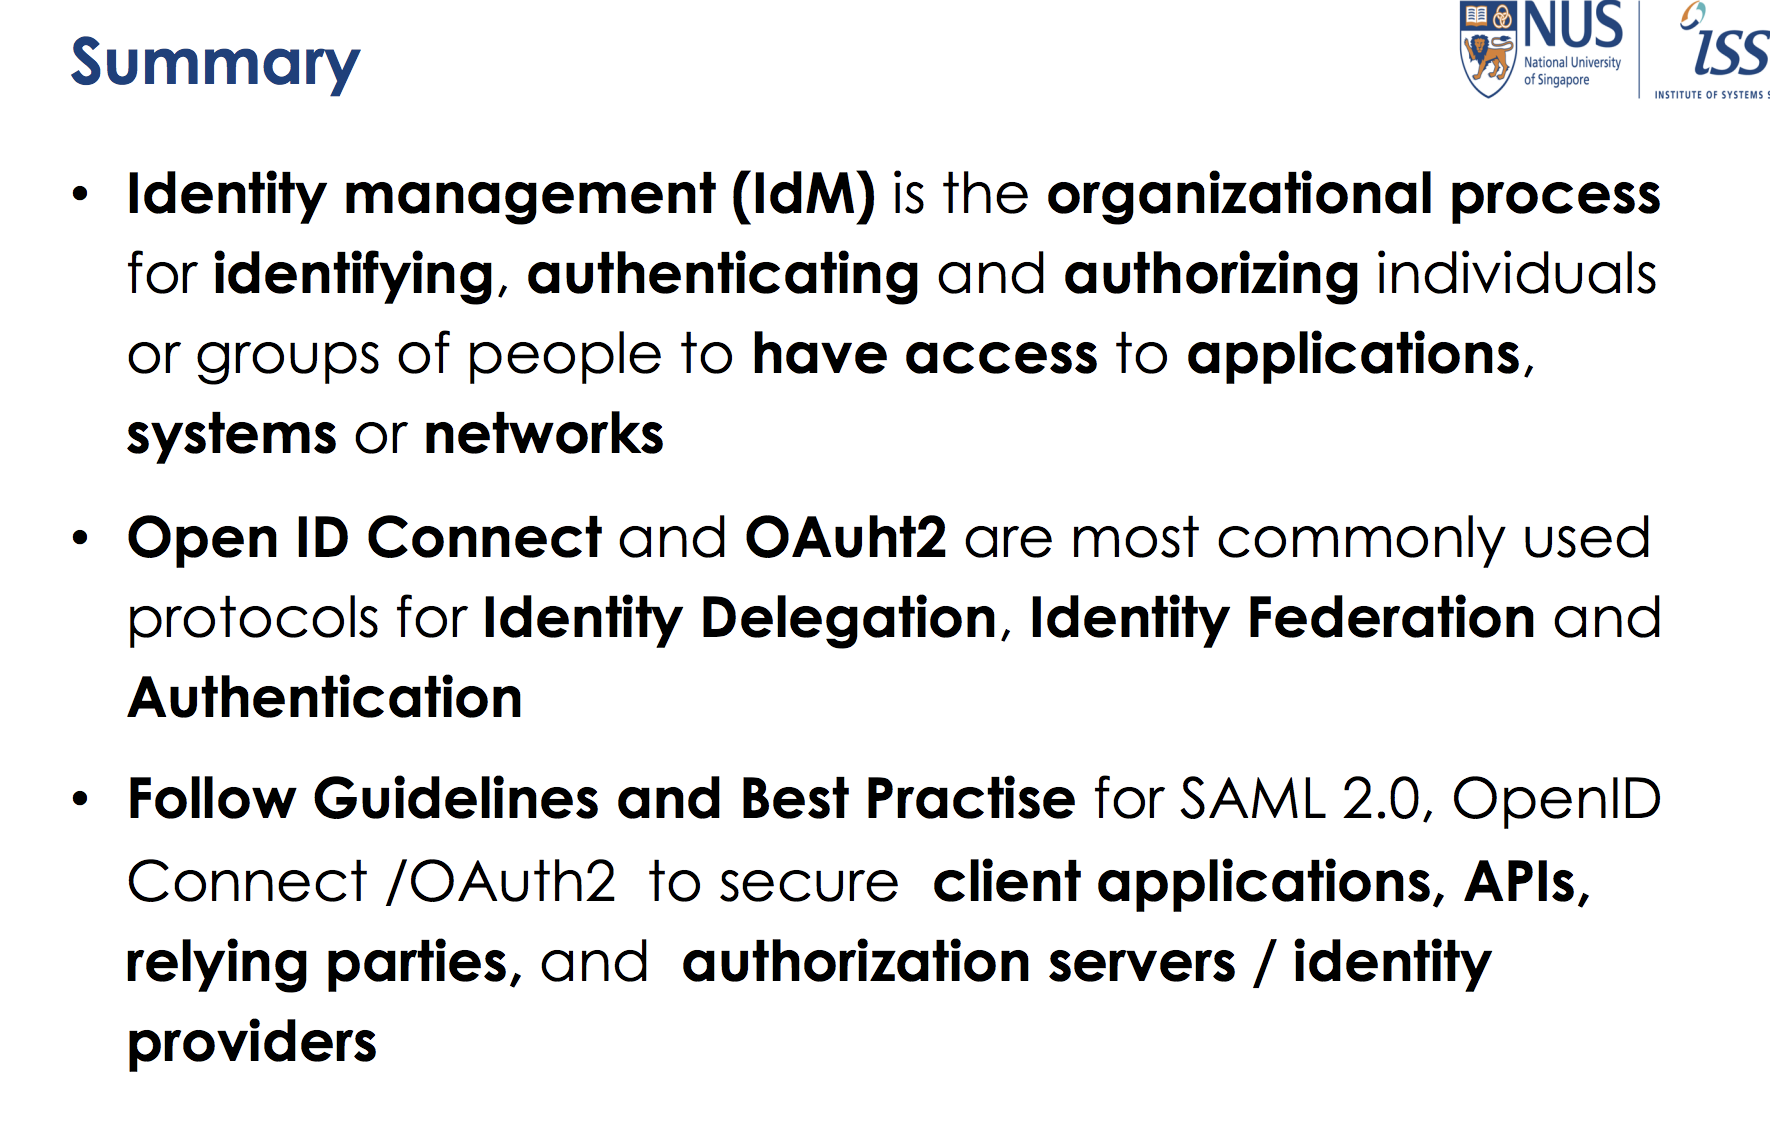 Summary
NUS
National University
of Singapore
ISS
INSTITUTE OF SYSTEMS S
• Identity management (IdM) is the organizational process
for identifying, authenticating and authorizing individuals
or groups of people to have access to applications,
systems or networks
• Open ID Connect and OAuht2 are most commonly used
protocols for Identity Delegation, Identity Federation and
Authentication
• Follow Guidelines and Best Practise for SAML 2.0, OpenID
Connect /OAuth2 to secure client applications, APIs,
relying parties, and authorization servers / identity
providers